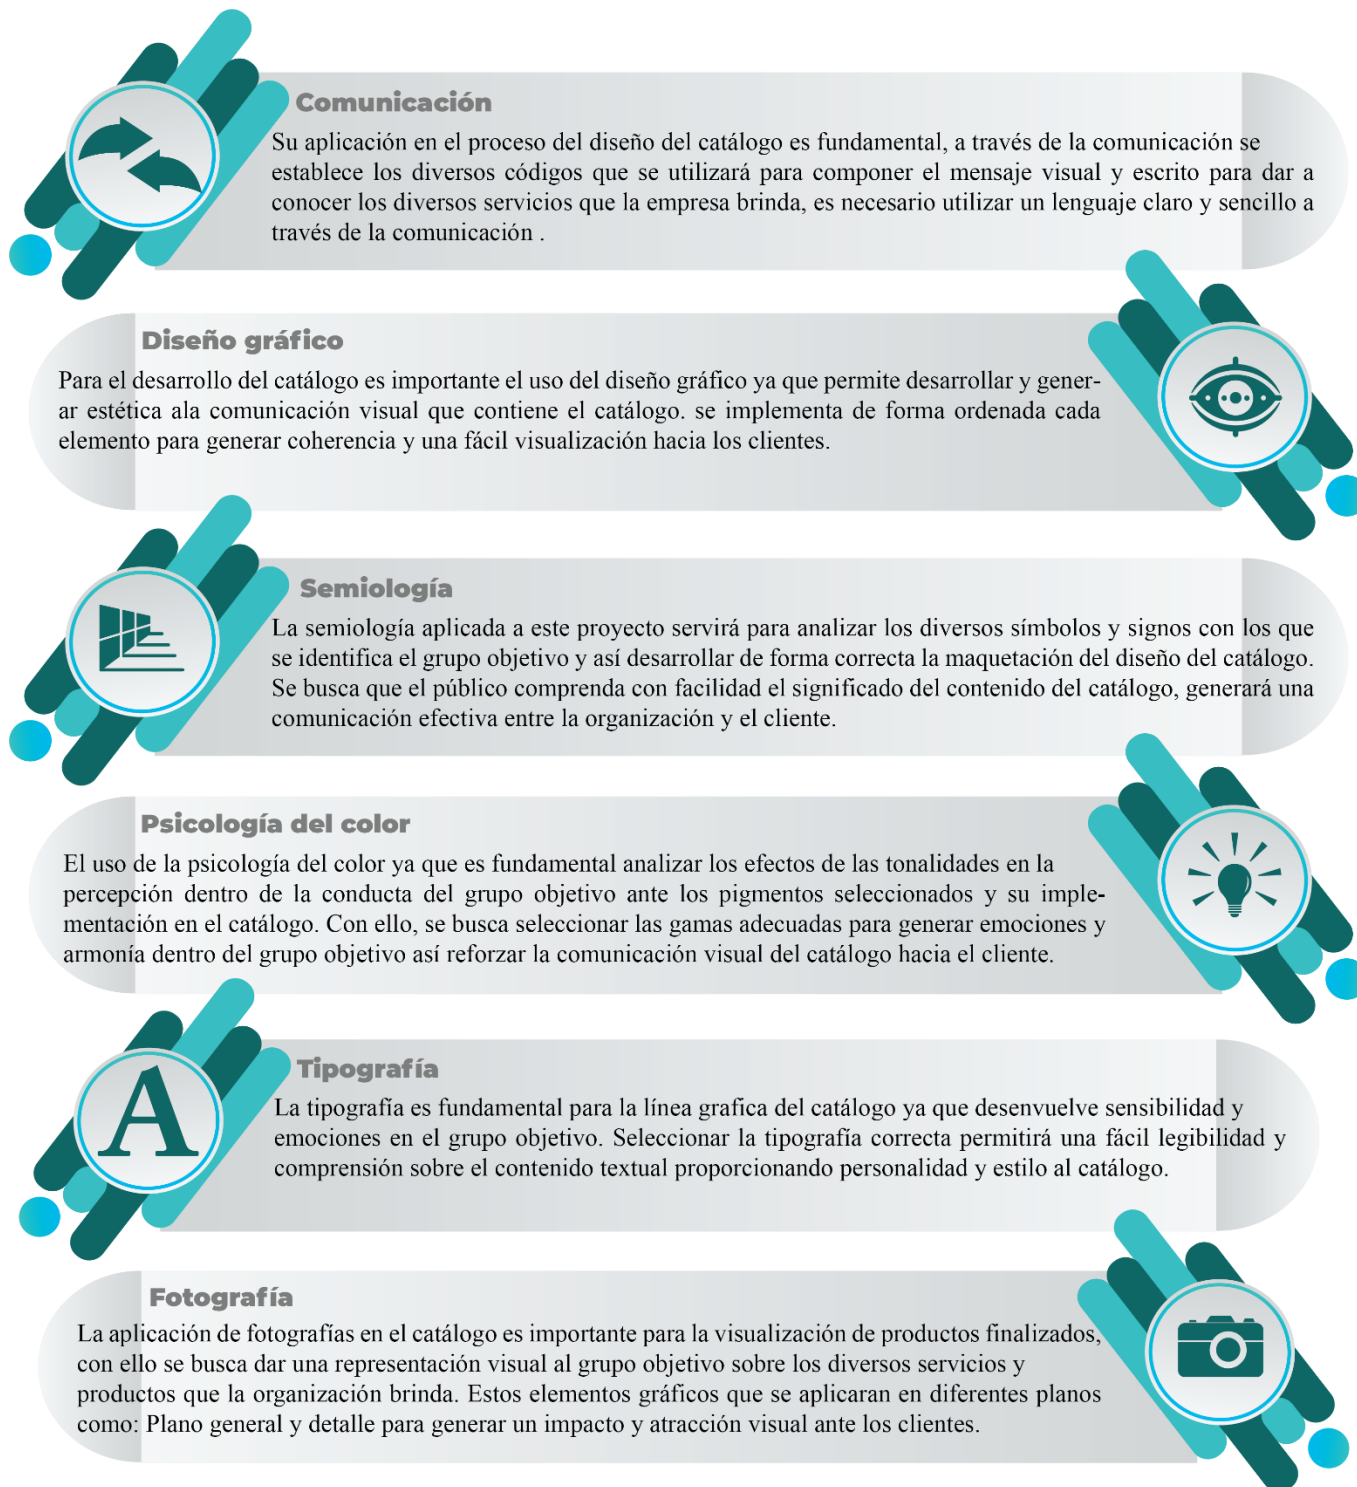 Comunicación
Su aplicación en el proceso del diseño del catálogo es fundamental, a través de la comunicación se
establece los diversos códigos que se utilizará para componer el mensaje visual y escrito para dar a
conocer los diversos servicios que la empresa brinda, es necesario utilizar un lenguaje claro y sencillo a
través de la comunicación .
Diseño gráfico
Para el desarrollo del catálogo es importante el uso del diseño gráfico ya que permite desarrollar y gener-
ar estética ala comunicación visual que contiene el catálogo. se implementa de forma ordenada cada
elemento para generar coherencia y una fácil visualización hacia los clientes.
Semiología
La semiología aplicada a este proyecto servirá para analizar los diversos símbolos y signos con los que
se identifica el grupo objetivo y así desarrollar de forma correcta la maquetación del diseño del catálogo.
Se busca que el público comprenda con facilidad el significado del contenido del catálogo, generará una
comunicación efectiva entre la organización y el cliente.
Psicología del color
El uso de la psicología del color ya que es fundamental analizar los efectos de las tonalidades en la
percepción dentro de la conducta del grupo objetivo ante los pigmentos seleccionados y su imple-
mentación en el catálogo. Con ello, se busca seleccionar las gamas adecuadas para generar emociones y
armonía dentro del grupo objetivo así reforzar la comunicación visual del catálogo hacia el cliente.
A
Tipografía
La tipografía es fundamental para la línea grafica del catálogo ya que desenvuelve sensibilidad y
emociones en el grupo objetivo. Seleccionar la tipografía correcta permitirá una fácil legibilidad y
comprensión sobre el contenido textual proporcionando personalidad y estilo al catálogo.
Fotografía
La aplicación de fotografías en el catálogo es importante para la visualización de productos finalizados,
con ello se busca dar una representación visual al grupo objetivo sobre los diversos servicios y
productos que la organización brinda. Estos elementos gráficos que se aplicaran en diferentes planos
como: Plano general y detalle para generar un impacto y atracción visual ante los clientes.